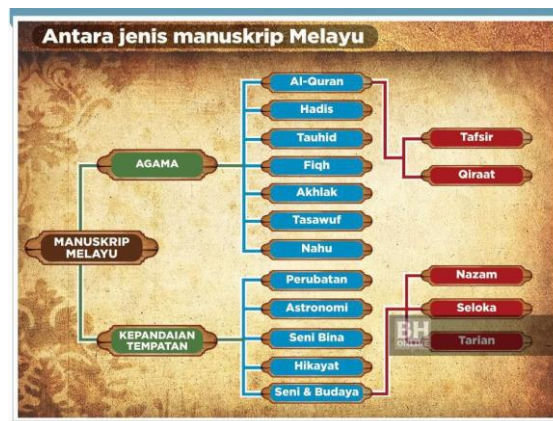 Antara jenis manuskrip Melayu
MANUSKRIP
MELAYU
AGAMA
Al-Quran
Hadis
Tauhid
Fiqh
Akhlak
Tasawuf
Nahu
Tafsir
Qiraat
KEPANDAIAN
TEMPATAN
Perubatan
Astronomi
Seni Bina
Hikayat
Seni & Budaya
Nazam
Seloka
Tarian
BH
ONLINE